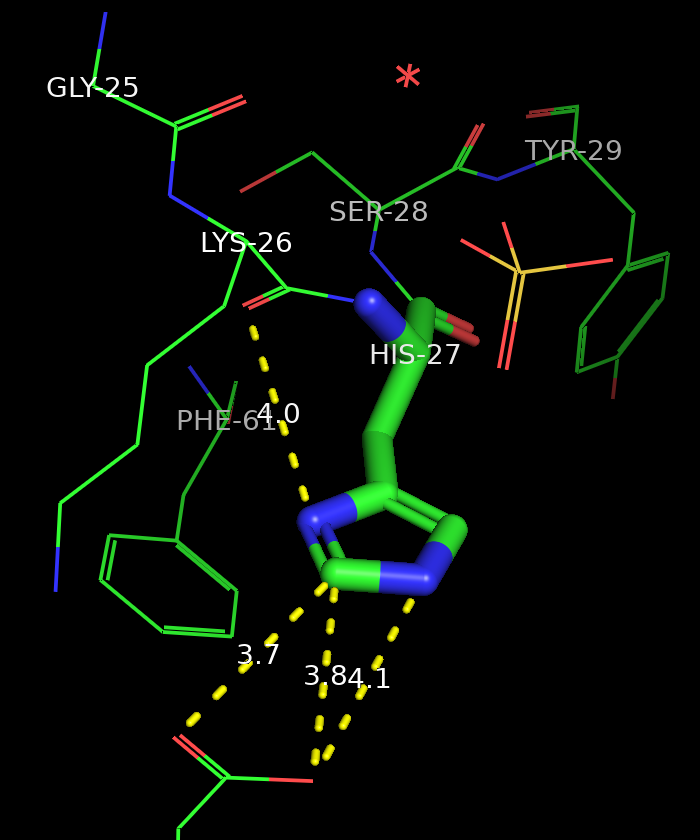 GLY-25
TYR-29
SER-28
LYS-26
HIS-27
PHE-61
4.0
3.7
3.8
4.1